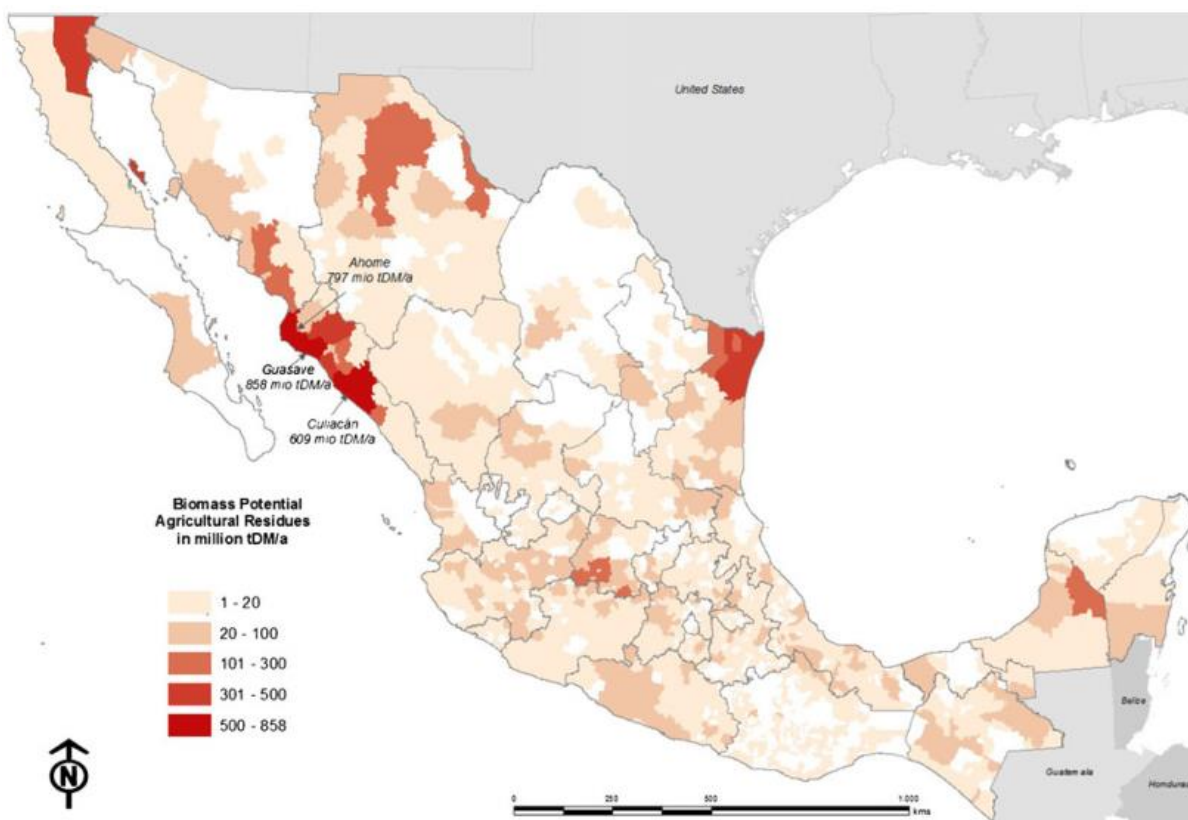 United States
Ahome
797 mio tDM/a
Guasave
858 mio tDM/a
Culiacán
609 mio tDM/a
Biomass Potential
Agricultural Residues
in million tDM/a
1 - 20
20 - 100
101 - 300
301 - 500
500 - 858
N
Belize
Guatemala
Honduras
0 250 500 1.000
kms